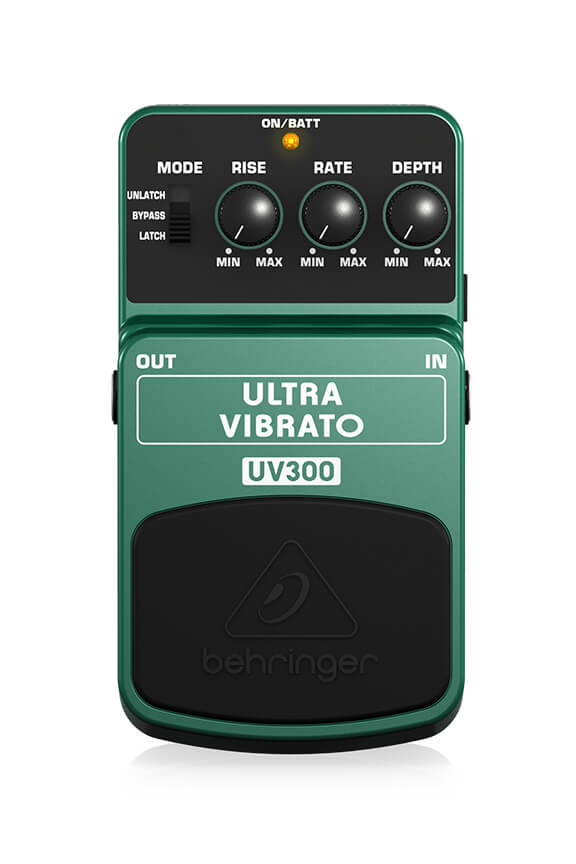 ON/BATT
MODE RISE RATE DEPTH
UNLATCH
BYPASS
LATCH
MIN MAX MIN MAX MIN MAX
OUT IN
ULTRA
VIBRATO
UV300
behringer